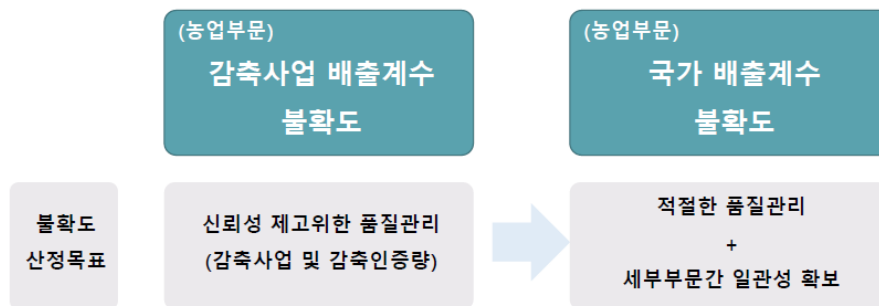 (농업부문)
감축사업 배출계수
불확도
(농업부문)
국가 배출계수
불확도
불확도
산정목표
신뢰성 제고위한 품질관리
(감축사업 및 감축인증량)
적절한 품질관리
+
세부부문간 일관성 확보